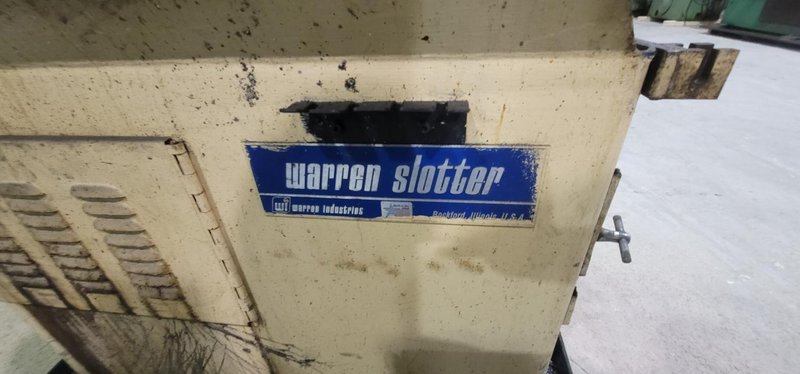 warren slotter
wi warren industries
Rockford, Illinois, U.S.A.